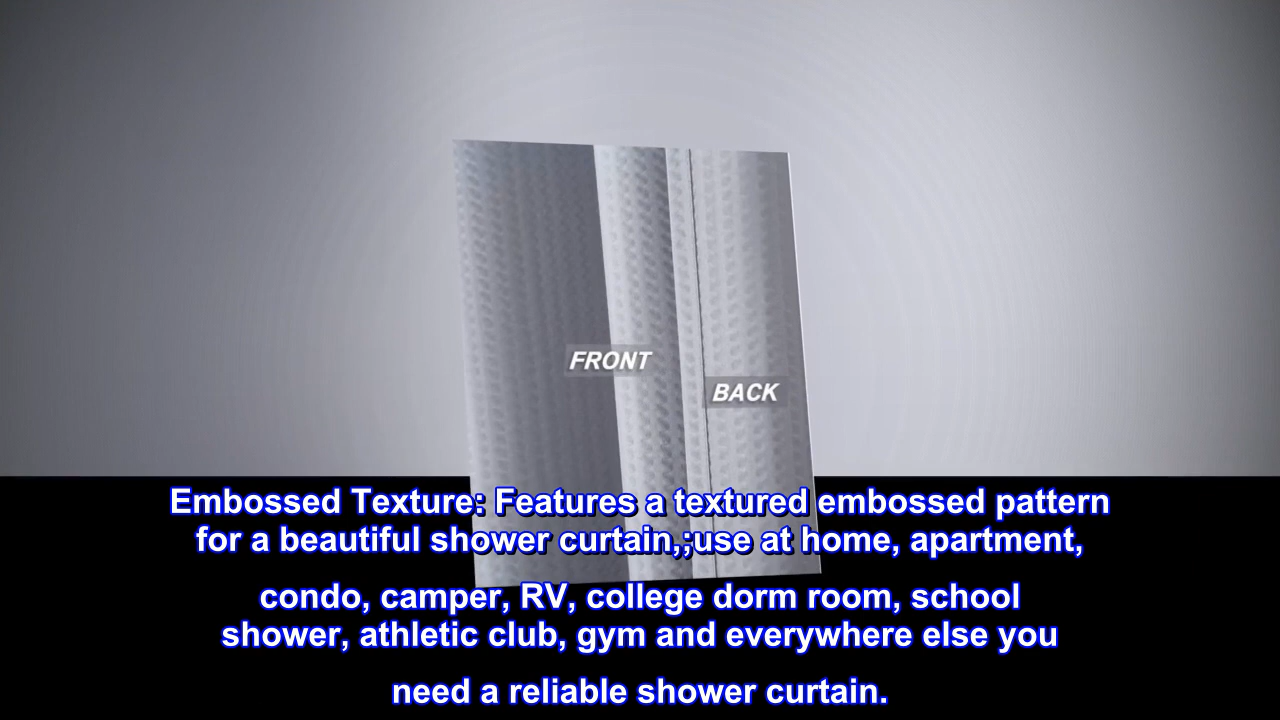 FRONT
BACK
Embossed Texture: Features a textured embossed pattern
for a beautiful shower curtain,;use at home, apartment,
condo, camper, RV, college dorm room, school
shower, athletic club, gym and everywhere else you
need a reliable shower curtain.